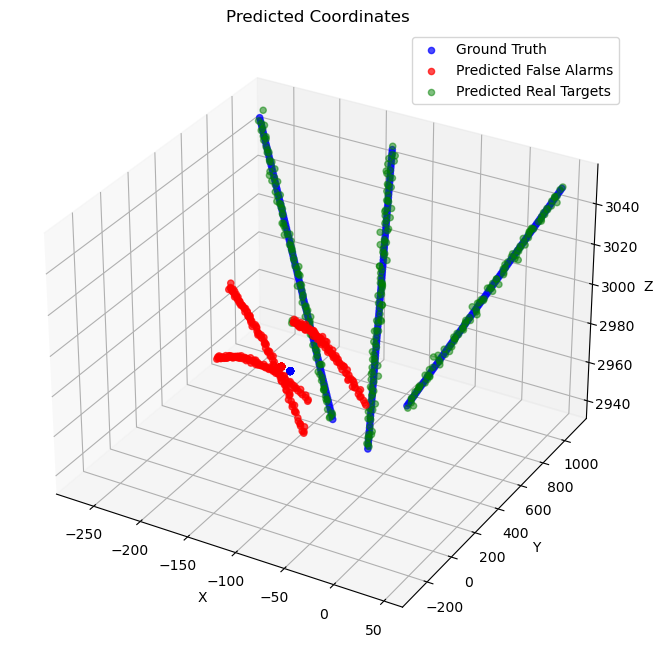 Predicted Coordinates
Ground Truth
Predicted False Alarms
Predicted Real Targets
3040
3020
3000
Z
2980
2960
2940
1000
800
600
400
Y
200
0
−200
−250
−200
−150
−100
X
−50
0
50